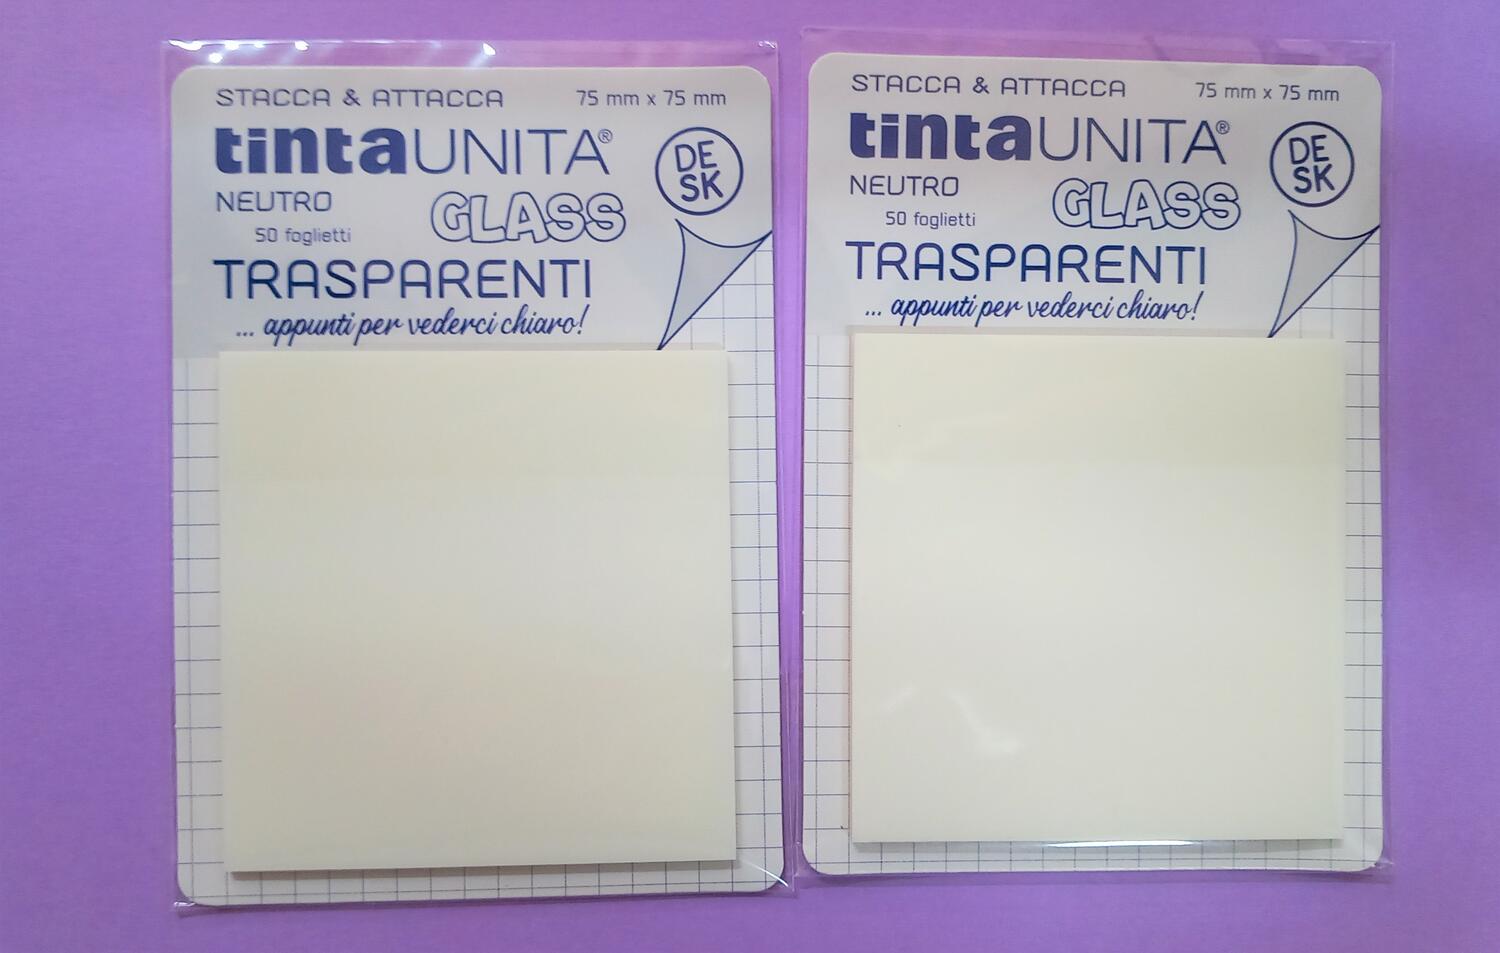 STACCA & ATTACCA 75 mm x 75 mm
tintaUNITA®
DE
SK
NEUTRO GLASS
50 foglietti
TRASPARENTI
... appunti per vederci chiaro!
STACCA & ATTACCA 75 mm x 75 mm
tintaUNITA®
DE
SK
NEUTRO GLASS
50 foglietti
TRASPARENTI
... appunti per vederci chiaro!